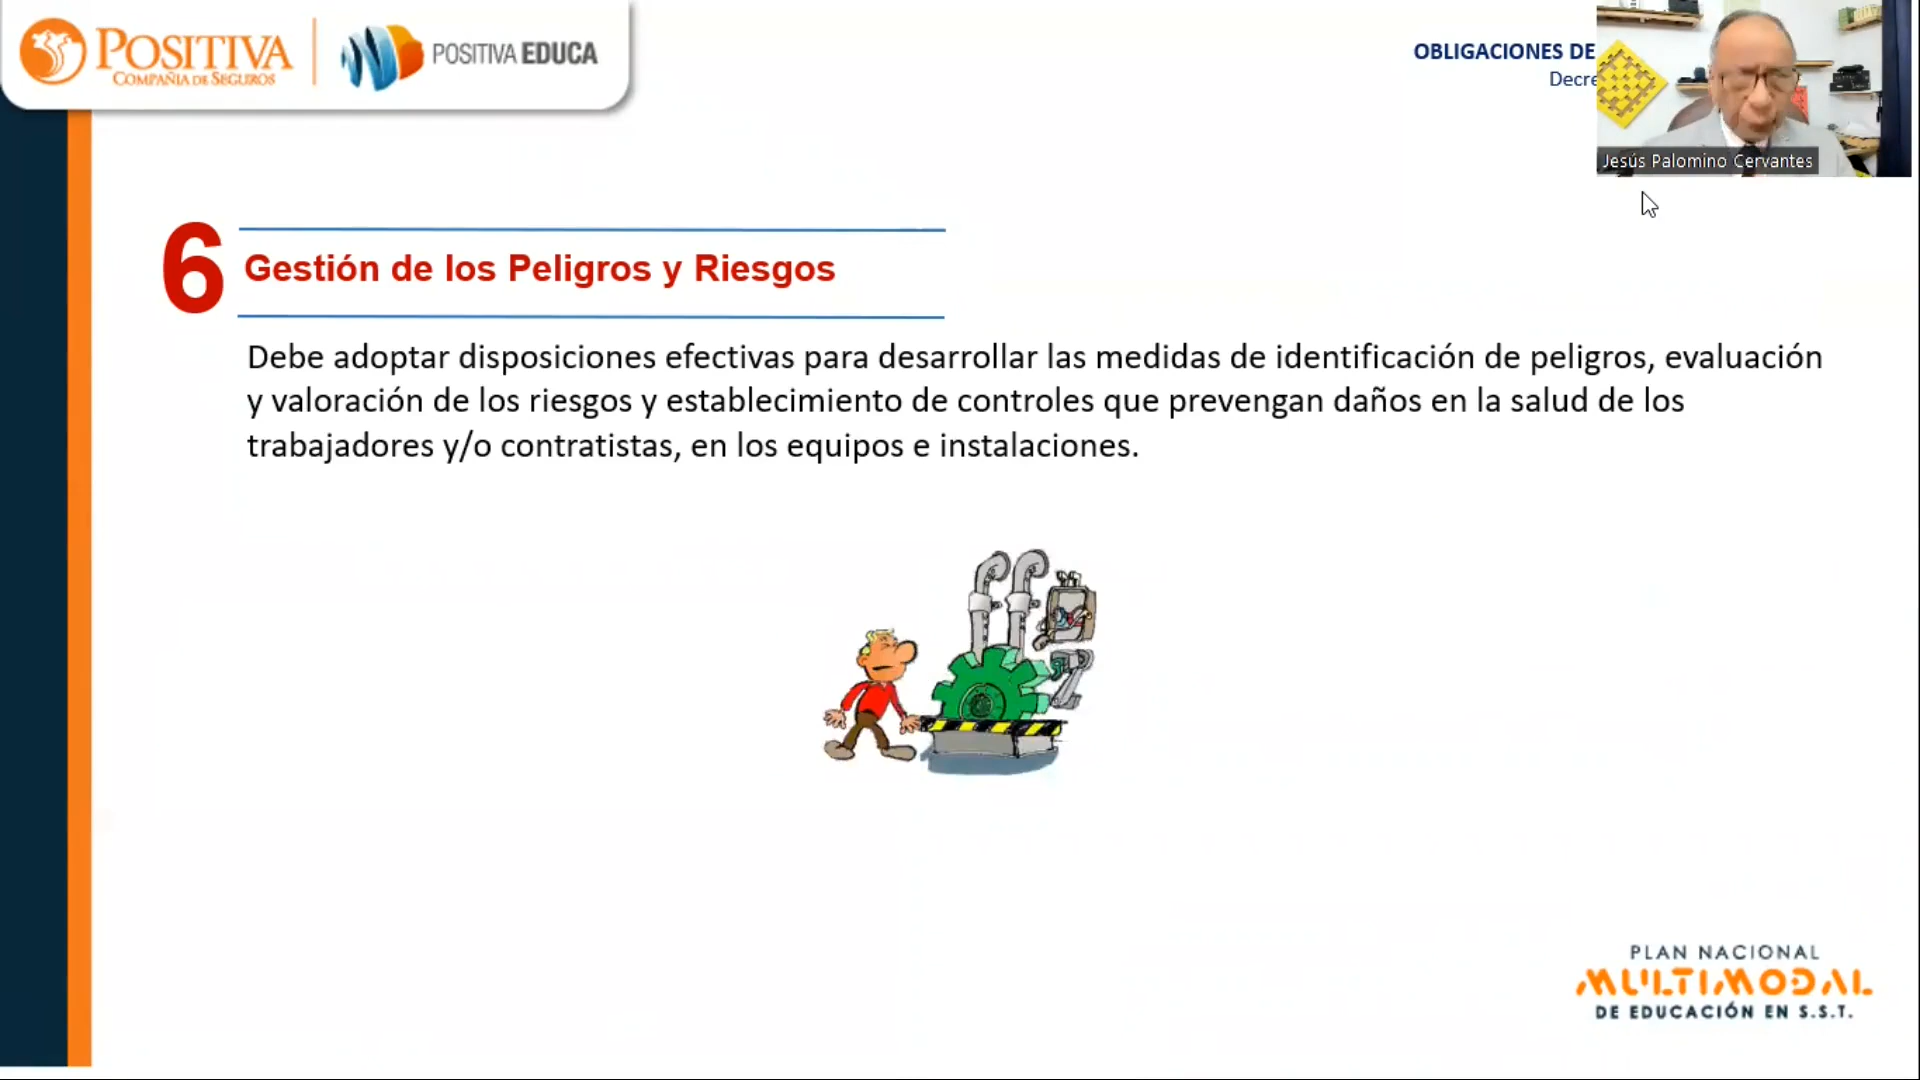 POSITIVA
COMPAÑIA DE SEGUROS
POSITIVA EDUCA
OBLIGACIONES DE
Jesús Palomino Cervantes
6
Gestión de los Peligros y Riesgos
Debe adoptar disposiciones efectivas para desarrollar las medidas de identificación de peligros, evaluación
y valoración de los riesgos y establecimiento de controles que prevengan daños en la salud de los
trabajadores y/o contratistas, en los equipos e instalaciones.
PLAN NACIONAL
MULTIMODAL
DE EDUCACIÓN EN S.S.T.